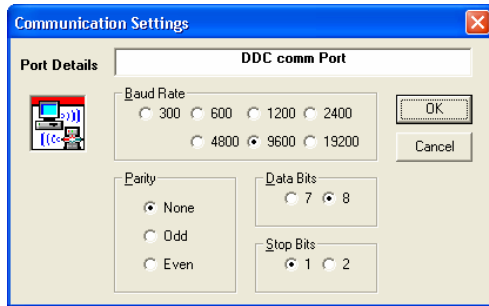 Communication Settings
Port Details
DDC comm Port
Baud Rate
300 600 1200 2400
4800 9600 19200
OK
Cancel
Parity
None
Odd
Even
Data Bits
7 8
Stop Bits
1 2